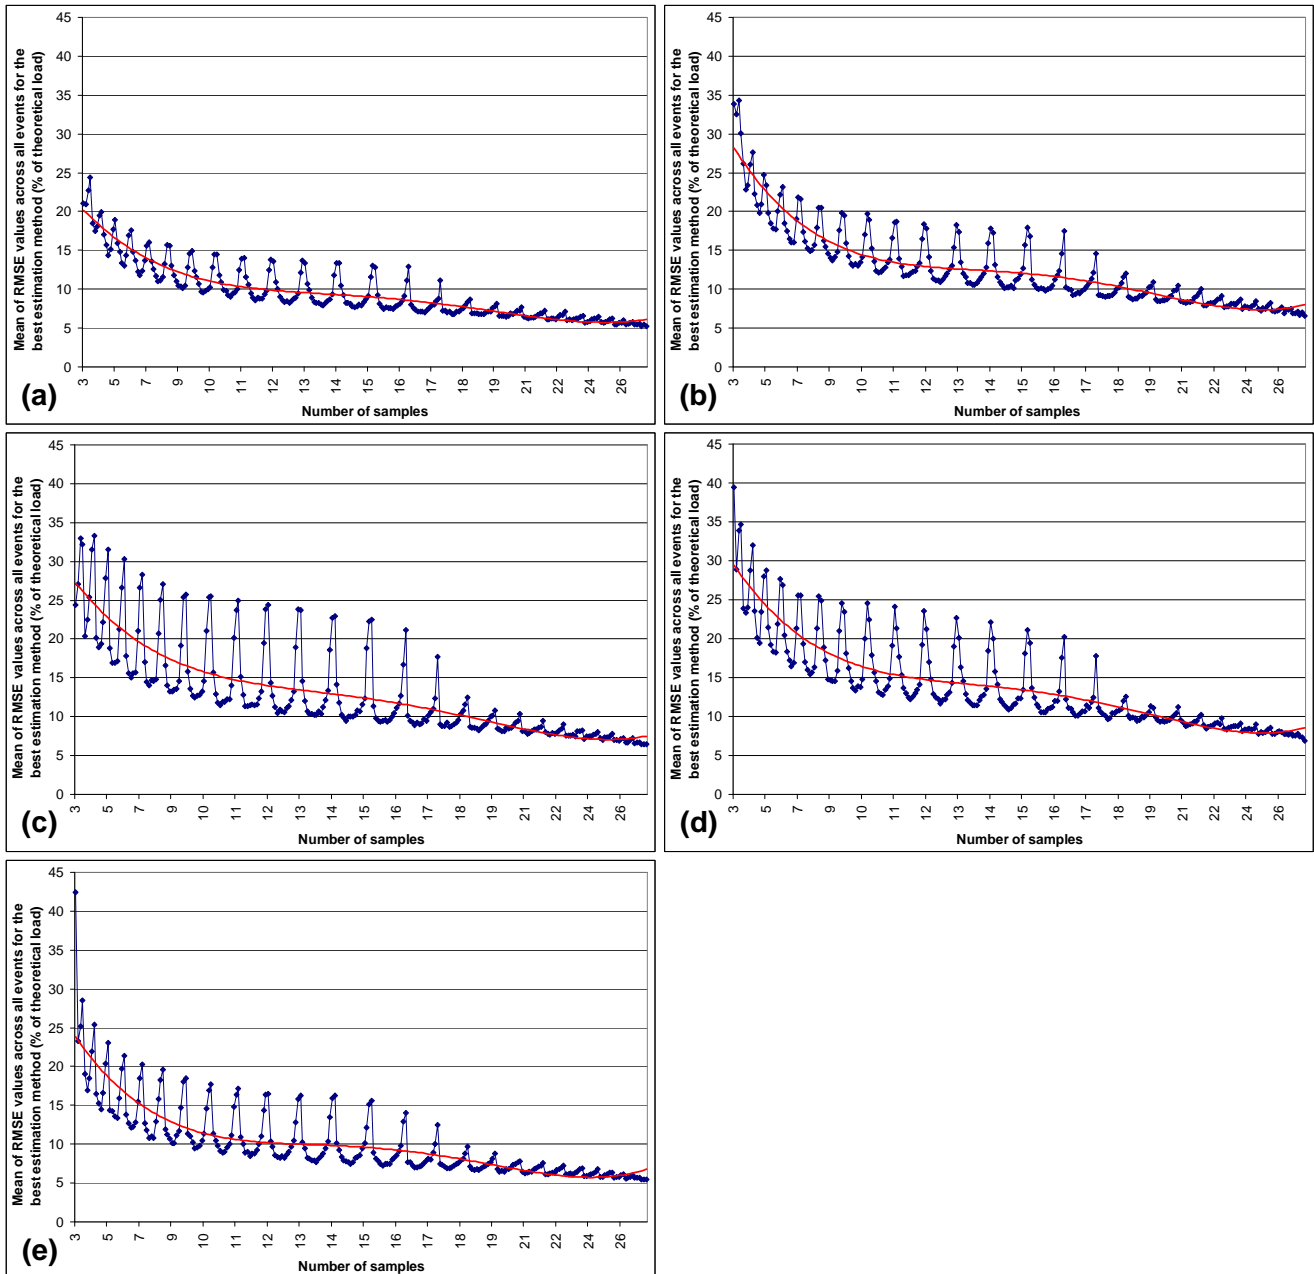 Mean of RMSE values across all events for the
best estimation method (% of theoretical load)
45
40
35
30
25
20
15
10
5
0
3 5 7 9 10 11 12 13 14 15 16 17 18 19 21 22 24 26
Number of samples
(a)
Mean of RMSE values across all events for the
best estimation method (% of theoretical load)
45
40
35
30
25
20
15
10
5
0
3 5 7 9 10 11 12 13 14 15 16 17 18 19 21 22 24 26
Number of samples
(b)
Mean of RMSE values across all events for the
best estimation method (% of theoretical load)
45
40
35
30
25
20
15
10
5
0
3 5 7 9 10 11 12 13 14 15 16 17 18 19 21 22 24 26
Number of samples
(c)
Mean of RMSE values across all events for the
best estimation method (% of theoretical load)
45
40
35
30
25
20
15
10
5
0
3 5 7 9 10 11 12 13 14 15 16 17 18 19 21 22 24 26
Number of samples
(d)
Mean of RMSE values across all events for the
best estimation method (% of theoretical load)
45
40
35
30
25
20
15
10
5
0
3 5 7 9 10 11 12 13 14 15 16 17 18 19 21 22 24 26
Number of samples
(e)